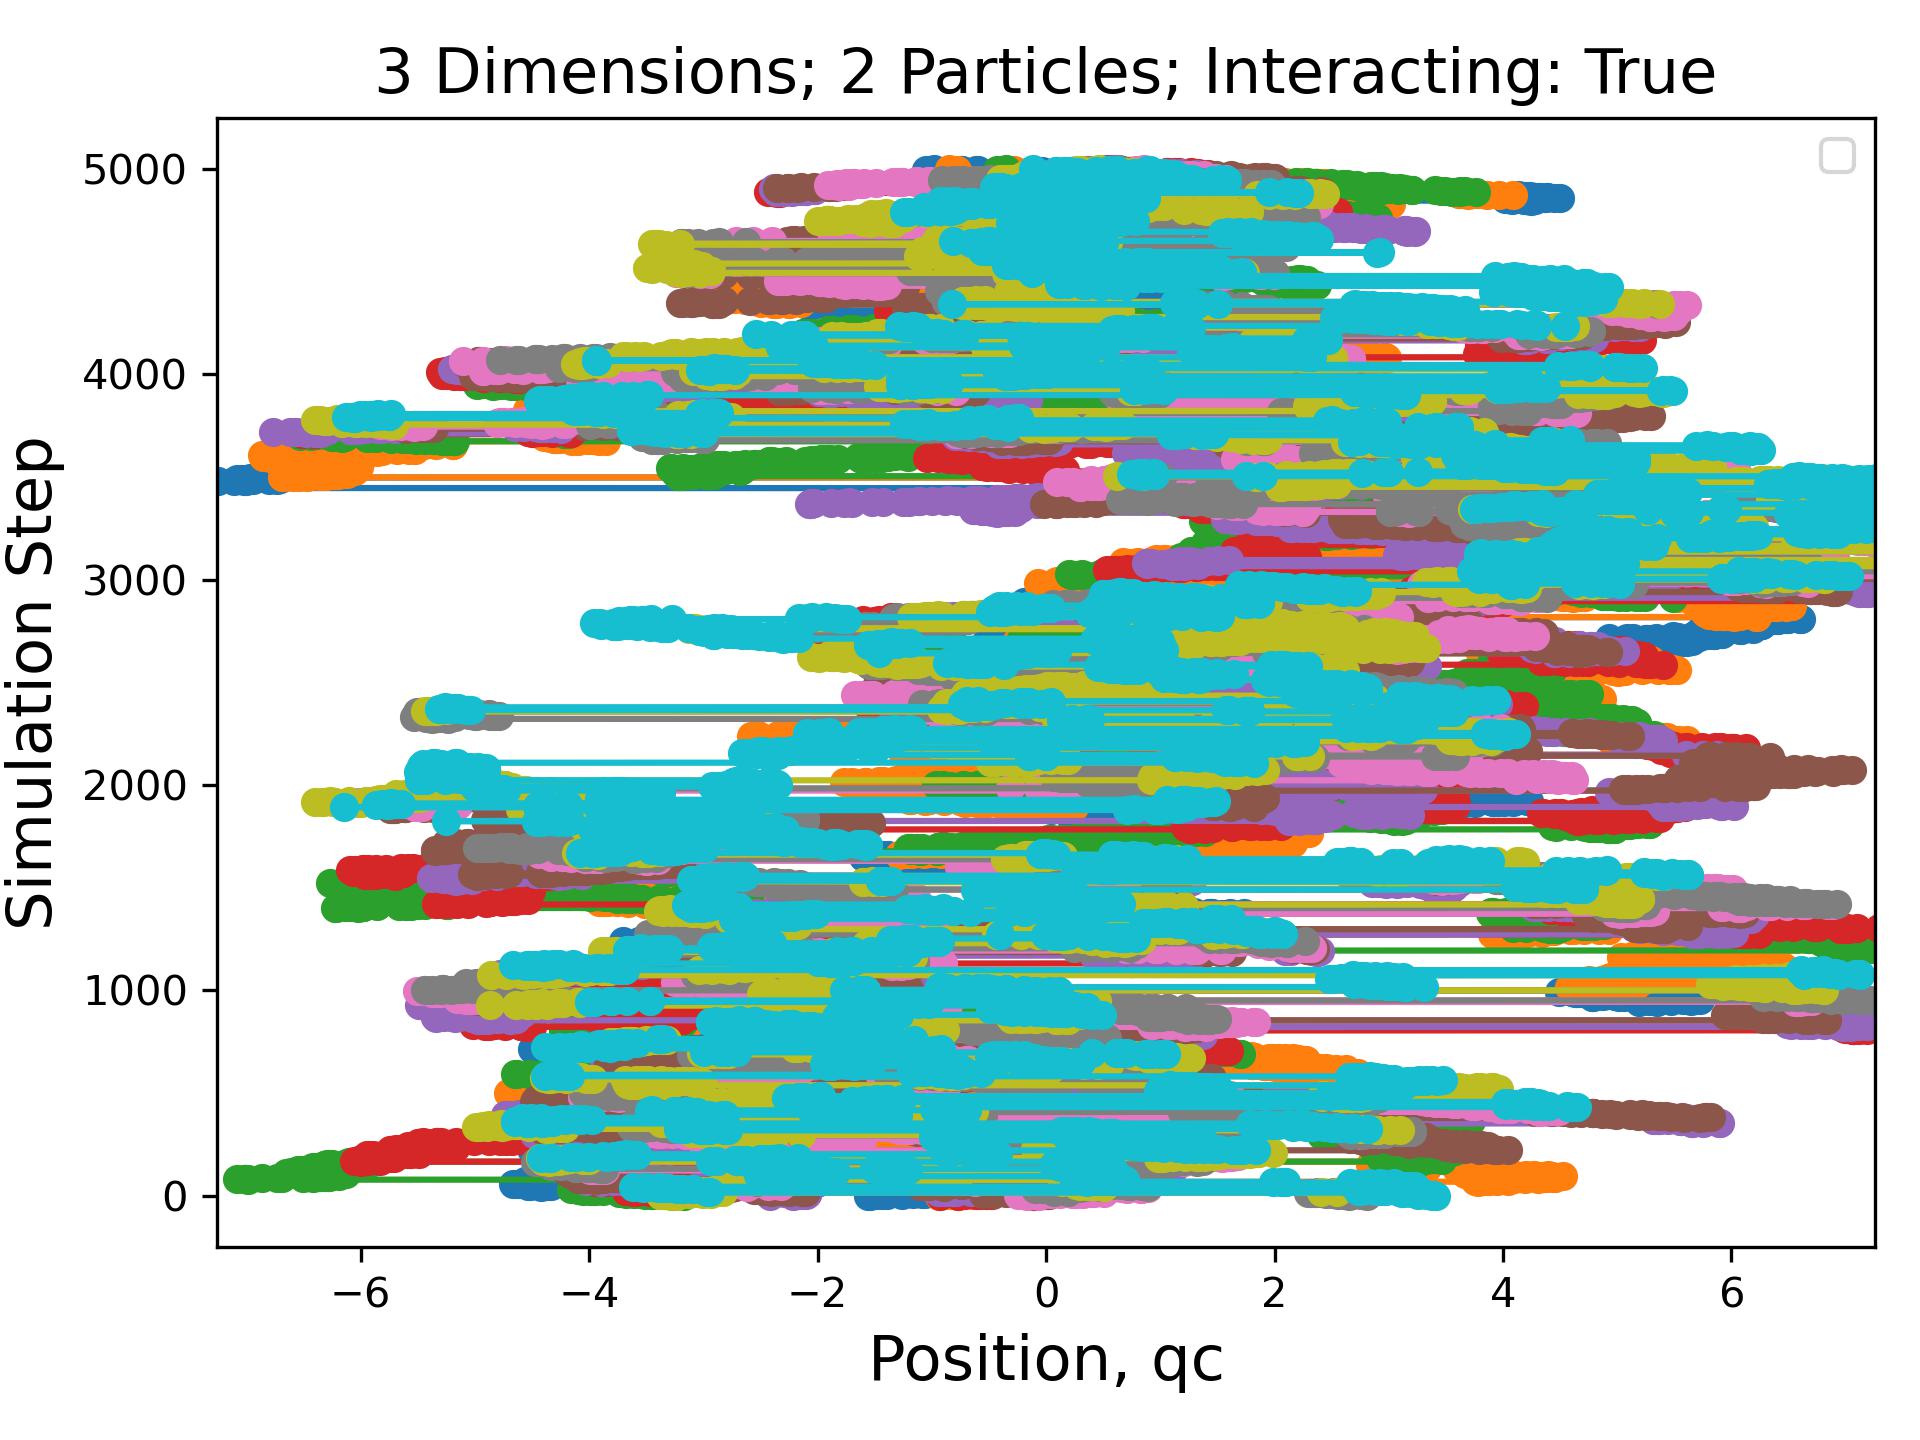 3 Dimensions; 2 Particles; Interacting: True
Simulation Step
5000
4000
3000
2000
1000
0
−6 −4 −2 0 2 4 6
Position, qc